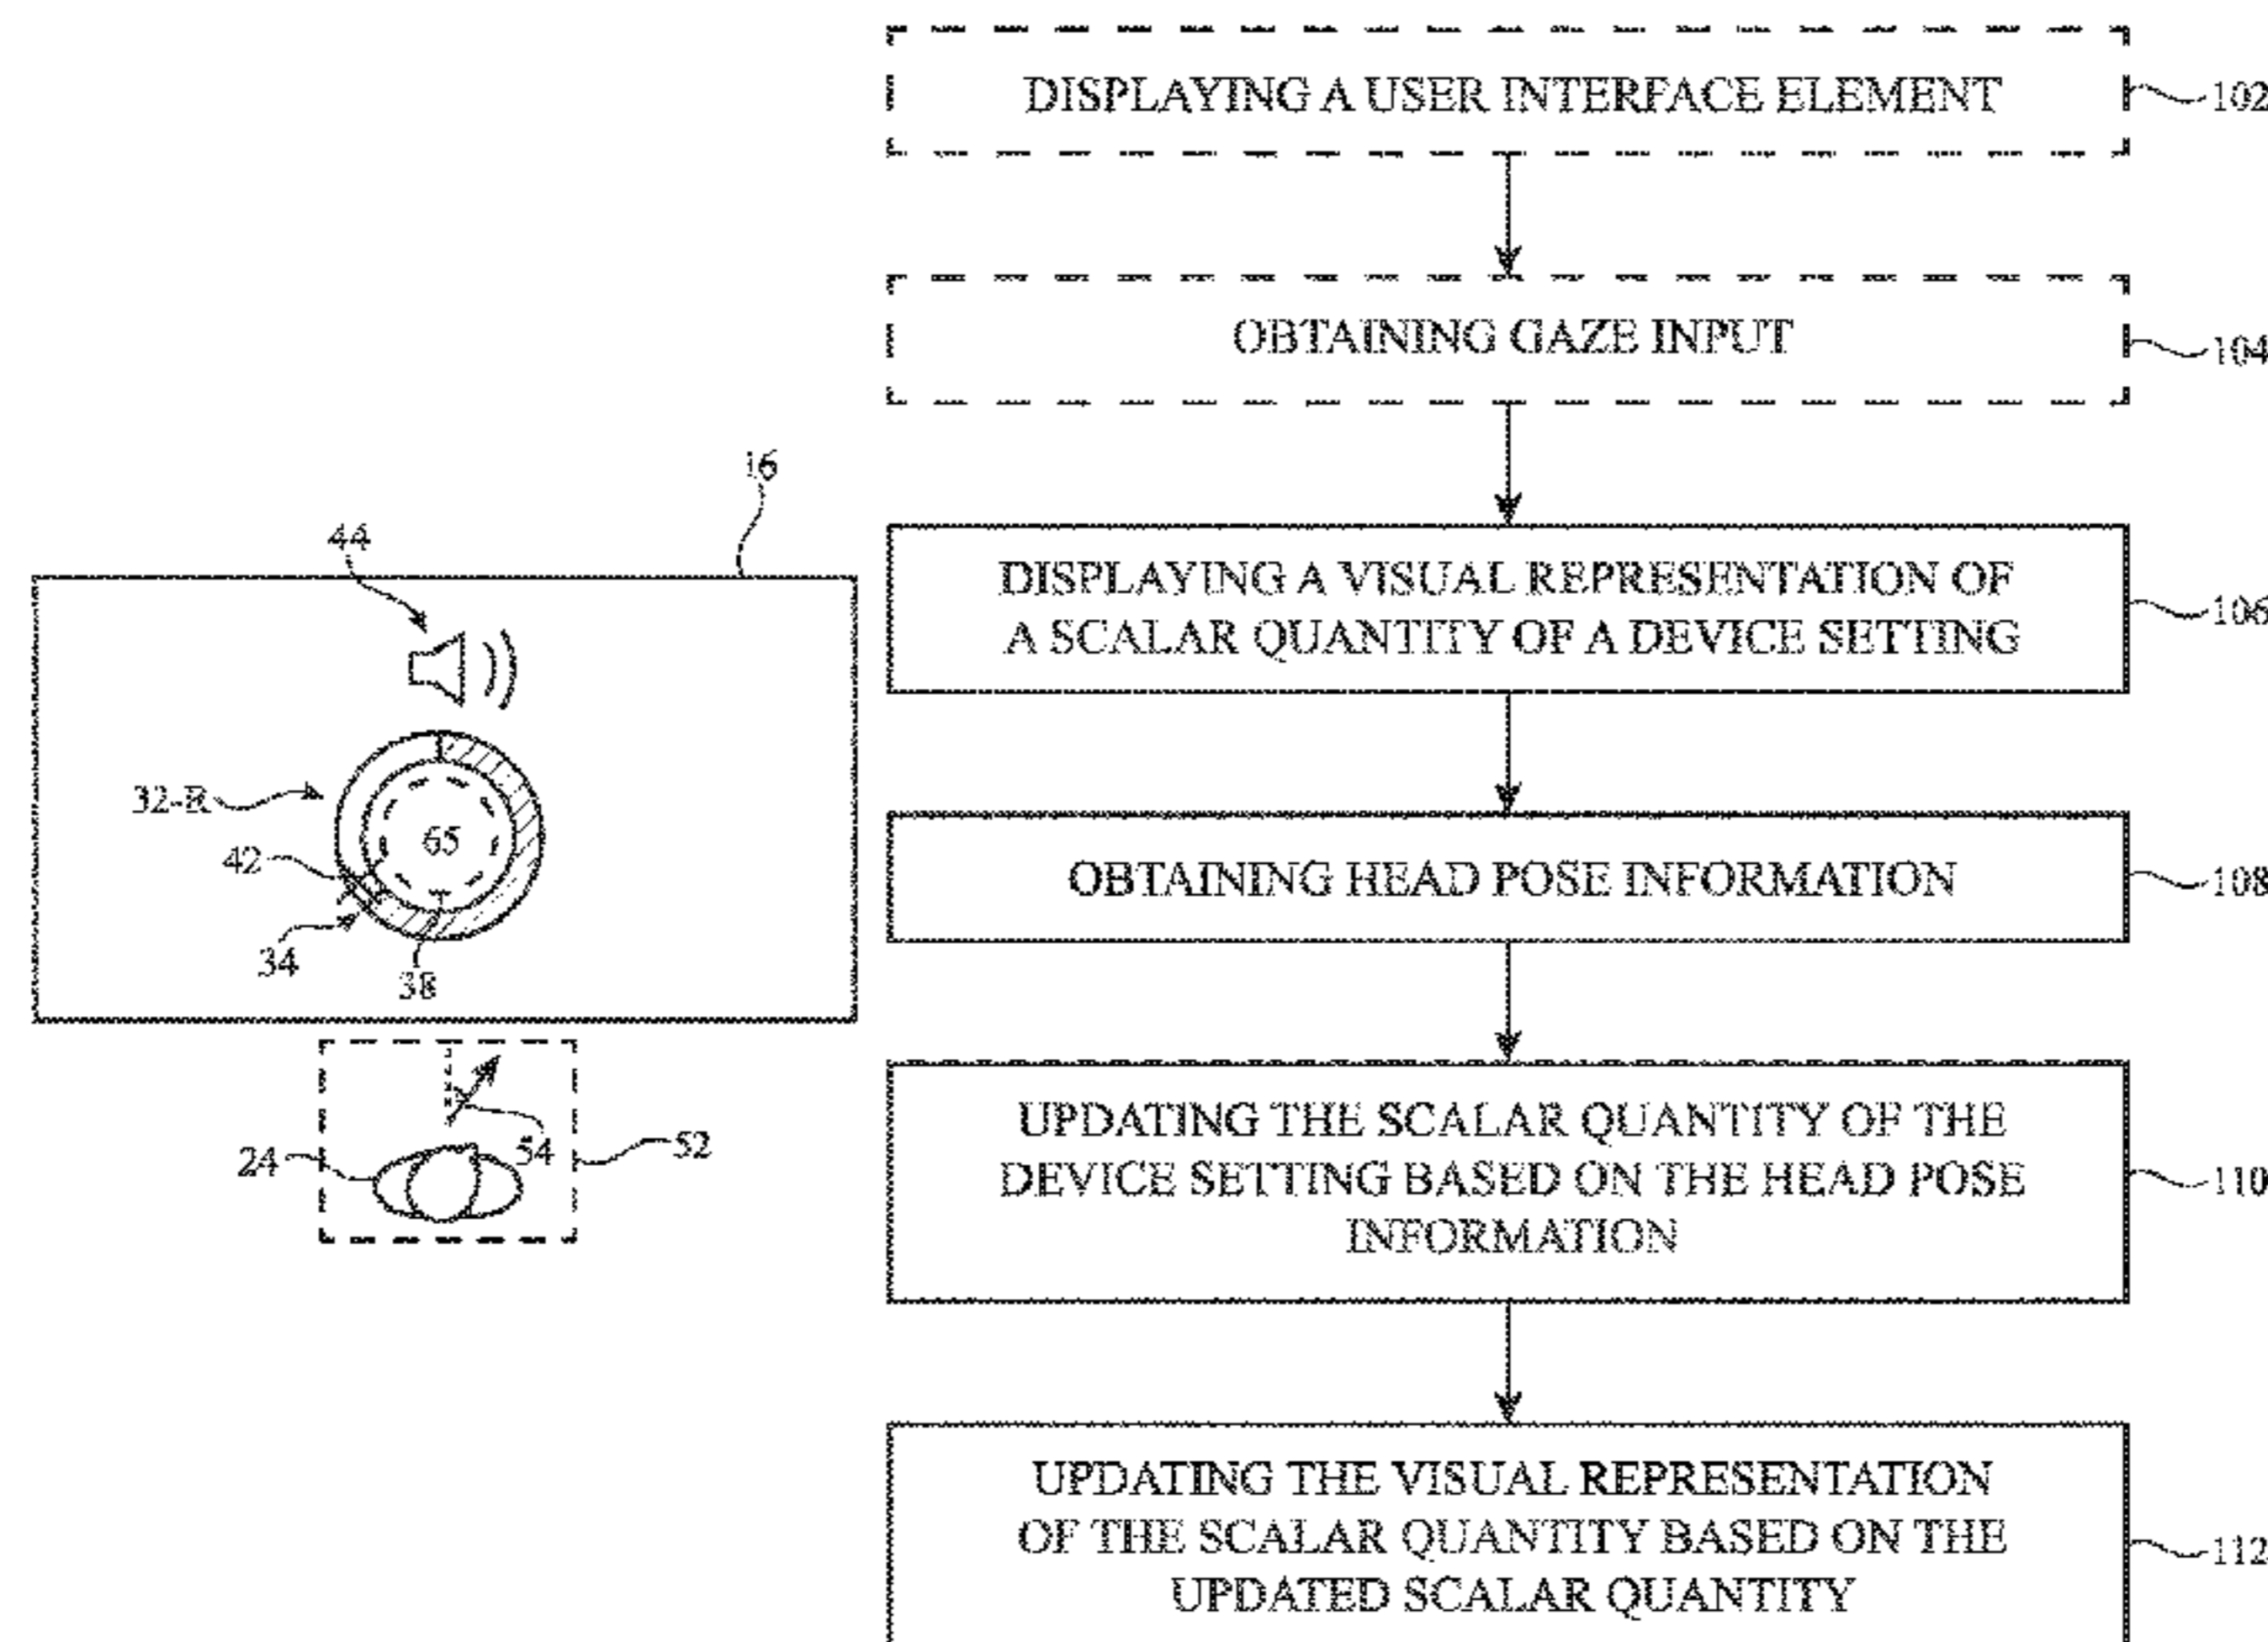 DISPLAYING A USER INTERFACE ELEMENT
102
OBTAINING GAZE INPUT
104
DISPLAYING A VISUAL REPRESENTATION OF
A SCALAR QUANTITY OF A DEVICE SETTING
106
OBTAINING HEAD POSE INFORMATION
108
UPDATING THE SCALAR QUANTITY OF THE
DEVICE SETTING BASED ON THE HEAD POSE
INFORMATION
110
UPDATING THE VISUAL REPRESENTATION
OF THE SCALAR QUANTITY BASED ON THE
UPDATED SCALAR QUANTITY
112
16
44
32-R
65
42
34
38
24
54
52